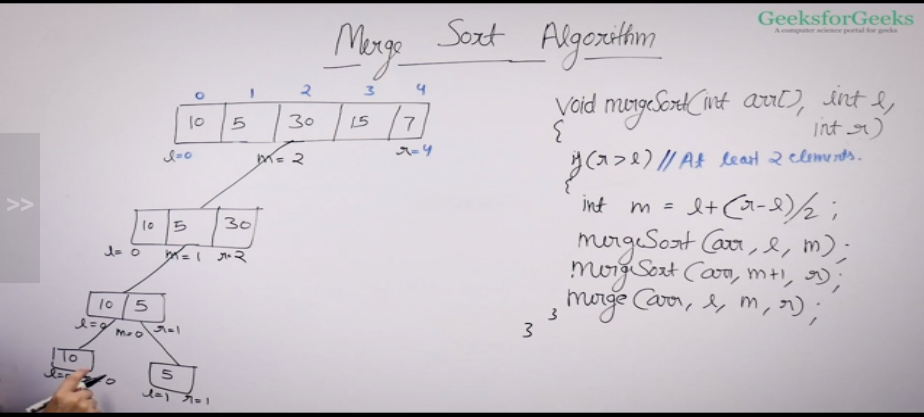 GeeksforGeeks
A computer science portal for geeks
Merge Sort Algorithm
0 1 2 3 4
10 5 30 15 7
l=0 m=2 r=4
10 5 30
l=0 m=1 r=2
10 5
l=0 m=0 r=1
10
5
l=1 r=1
void mergeSort(int arr[], int l,
int r)
{
if(r>l) // At least 2 elements.
{
int m = l+(r-l)/2;
mergeSort(arr, l, m);
mergeSort(arr, m+1, r);
merge(arr, l, m, r);
}
}
>>